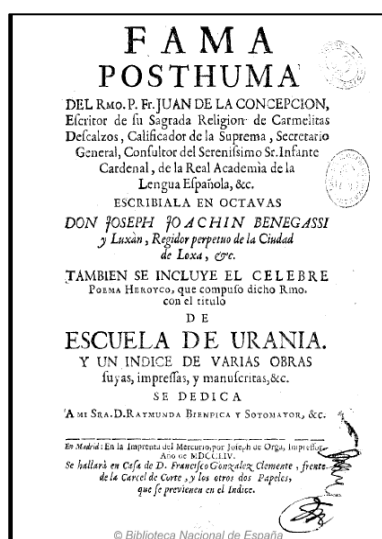 FAMA
POSTHUMA
DEL RMO. P. Fr. JUAN DE LA CONCEPCION,
Escritor de ſu Sagrada Religion de Carmelitas
Deſcalzos, Calificador de la Suprema, Secretario
General, Conſultor del Sereniſsimo Sr. Infante
Cardenal, de la Real Academia de la
Lengua Eſpañola, &c.
ESCRIBIALA EN OCTAVAS
DON JOSEPH JOACHIN BENEGASSI
y Luxàn, Regidor perpetuo de la Ciudad
de Loxa, &c.
TAMBIEN SE INCLUYE EL CELEBRE
POEMA HEROYCO, que compuſo dicho Rmo.
con el titulo
DE
ESCUELA DE URANIA.
Y UN INDICE DE VARIAS OBRAS
ſuyas, impreſſas, y manuſcritas, &c.
SE DEDICA
A MI SRA. D. RAYMUNDA BIENPICA Y SOTOMAYOR, &c.
En Madrid: En la Imprenta del Mercurio, por Joſeph de Orga, Impreſſor.
Año de MDCCLIV.
Se hallarà en Caſa de D. Franciſco Gonzalez Clemente, frente
de la Carcel de Corte, y los otros dos Papeles,
que ſe previenen en el Indice.
© Biblioteca Nacional de España